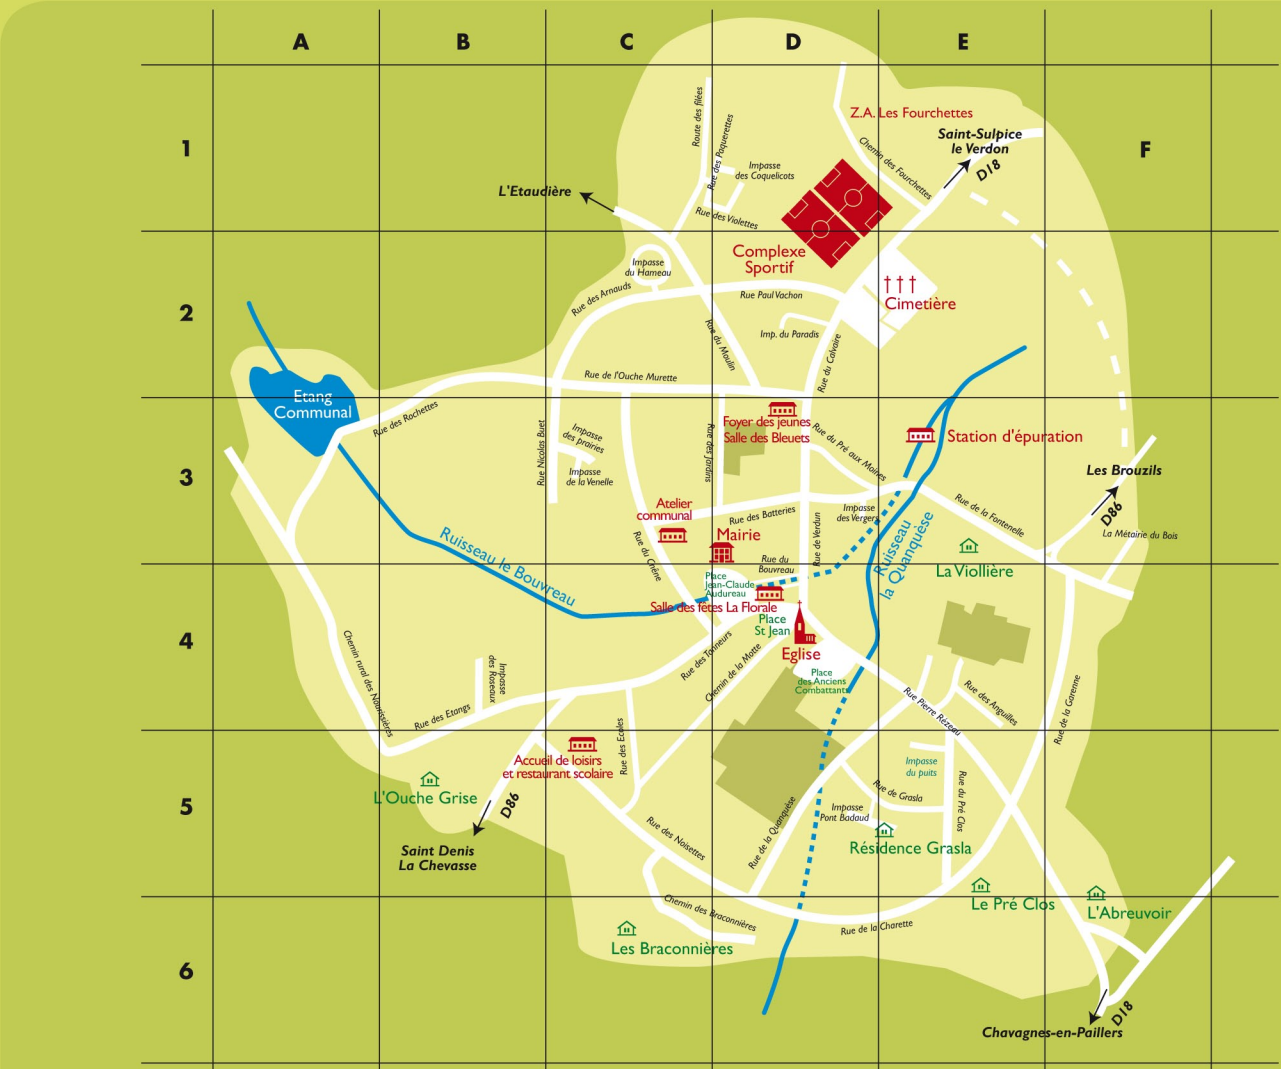 A
B
C
D
E
F
1
2
3
4
5
6
Z.A. Les Fourchettes
Saint-Sulpice
le Verdon
D18
Chemin des Fourchettes
Route des filées
Rue des Paquerettes
Impasse
des Coquelicots
L'Etaudière
Rue des Violettes
Complexe
Sportif
Impasse
du Hameau
Rue des Arnauds
Rue Paul Vachon
Cimetière
Imp. du Paradis
Rue du Moulin
Rue du Calvaire
Rue de l'Ouche Murette
Etang
Communal
Rue des Rochettes
Rue Nicolas Buet
Impasse
des prairies
Impasse
de la Venelle
Rue des Jardins
Foyer des jeunes
Salle des Bleuets
Rue du Pré aux Moines
Station d'épuration
Les Brouzils
D86
La Métairie du Bois
Rue de la Fontenelle
Atelier
communal
Rue des Batteries
Impasse
des Vergers
Rue de Verdun
Mairie
Rue du Chêne
Rue du
Bouvreau
Ruisseau
la Quanquèse
La Viollière
Ruisseau le Bouvreau
Place
Jean-Claude
Audureau
Salle des fêtes La Florale
Place
St Jean
Eglise
Place
des Anciens
Combattants
Rue des Tonneurs
Chemin de la Motte
Chemin rural des Nourissières
Impasse
des Roseaux
Rue des Etangs
Rue des Ecoles
Rue Pierre Rézeau
Rue des Anguilles
Rue de la Garenne
Accueil de loisirs
et restaurant scolaire
L'Ouche Grise
D86
Saint Denis
La Chevasse
Impasse
du puits
Rue de Grasla
Rue du Pré Clos
Impasse
Pont Badaud
Résidence Grasla
Rue de la Quanquèse
Rue des Noisettes
Chemin des Braconnières
Les Braconnières
Rue de la Charette
Le Pré Clos
L'Abreuvoir
D18
Chavagnes-en-Paillers